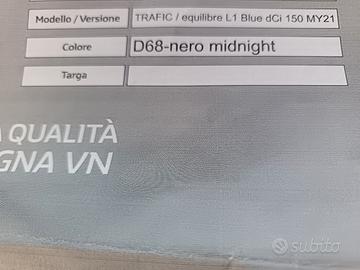 Modello / Versione TRAFIC / equilibre L1 Blue dCi 150 MY21
Colore D68-nero midnight
Targa
QUALITÀ
GNA VN
subito